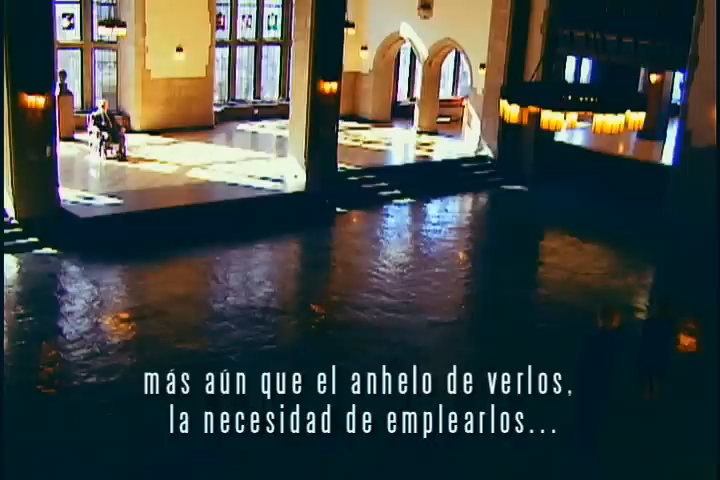 más aún que el anhelo de verlos,
la necesidad de emplearlos...